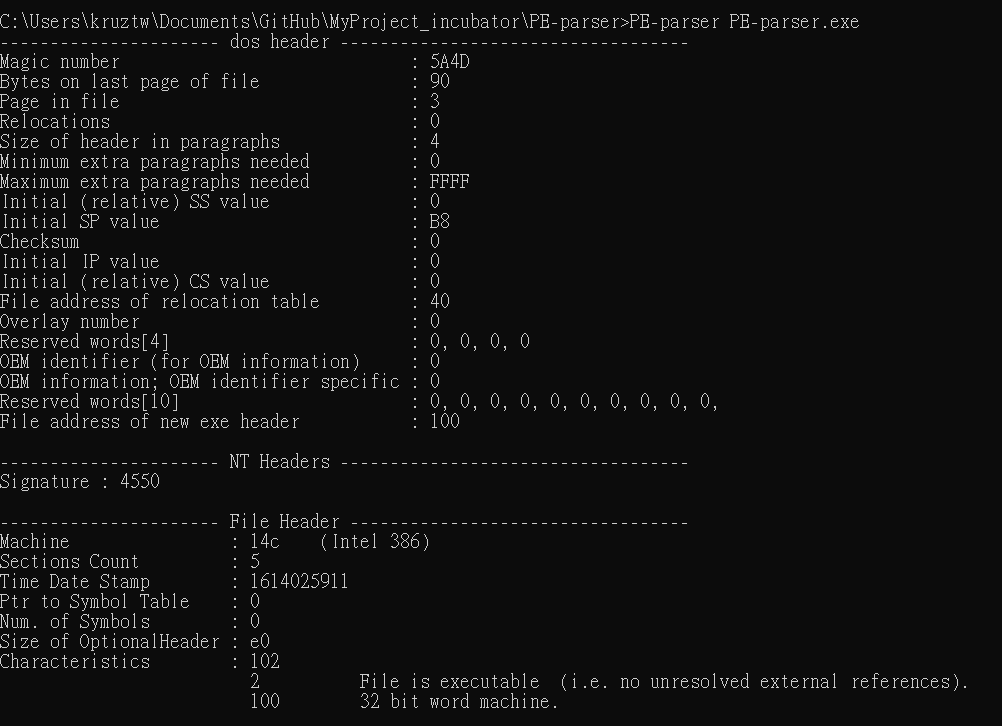 C:\Users\kruztw\Documents\GitHub\MyProject_incubator\PE-parser>PE-parser PE-parser.exe
---------------------- dos header -----------------------------------
Magic number                             : 5A4D
Bytes on last page of file               : 90
Page in file                             : 3
Relocations                              : 0
Size of header in paragraphs             : 4
Minimum extra paragraphs needed          : 0
Maximum extra paragraphs needed          : FFFF
Initial (relative) SS value              : 0
Initial SP value                         : B8
Checksum                                 : 0
Initial IP value                         : 0
Initial (relative) CS value              : 0
File address of relocation table         : 40
Overlay number                           : 0
Reserved words[4]                        : 0, 0, 0, 0
OEM identifier (for OEM information)     : 0
OEM information; OEM identifier specific : 0
Reserved words[10]                       : 0, 0, 0, 0, 0, 0, 0, 0, 0, 0,
File address of new exe header           : 100
---------------------- NT Headers -----------------------------------
Signature : 4550
---------------------- File Header ----------------------------------
Machine                : 14c    (Intel 386)
Sections Count         : 5
Time Date Stamp        : 1614025911
Ptr to Symbol Table    : 0
Num. of Symbols        : 0
Size of OptionalHeader : e0
Characteristics        : 102
                         2          File is executable  (i.e. no unresolved external references).
                         100        32 bit word machine.